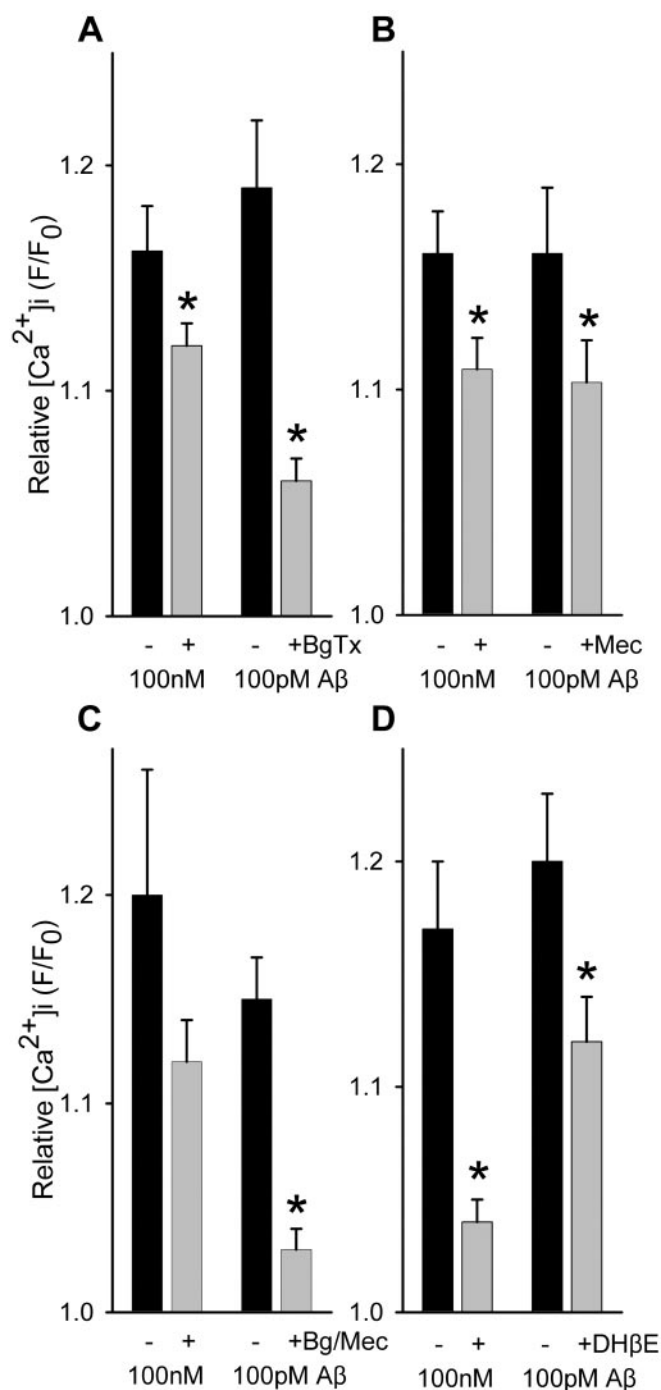 A
B
Relative [Ca2+]i (F/F0)
1.2
1.1
1.0
* *
1.2
1.1
1.0
* *
- + - +BgTx
100nM 100pM Aβ
- + - +Mec
100nM 100pM Aβ
C
D
Relative [Ca2+]i (F/F0)
1.2
1.1
1.0
*
1.2
1.1
1.0
* *
- + - +Bg/Mec
100nM 100pM Aβ
- + - +DHβE
100nM 100pM Aβ